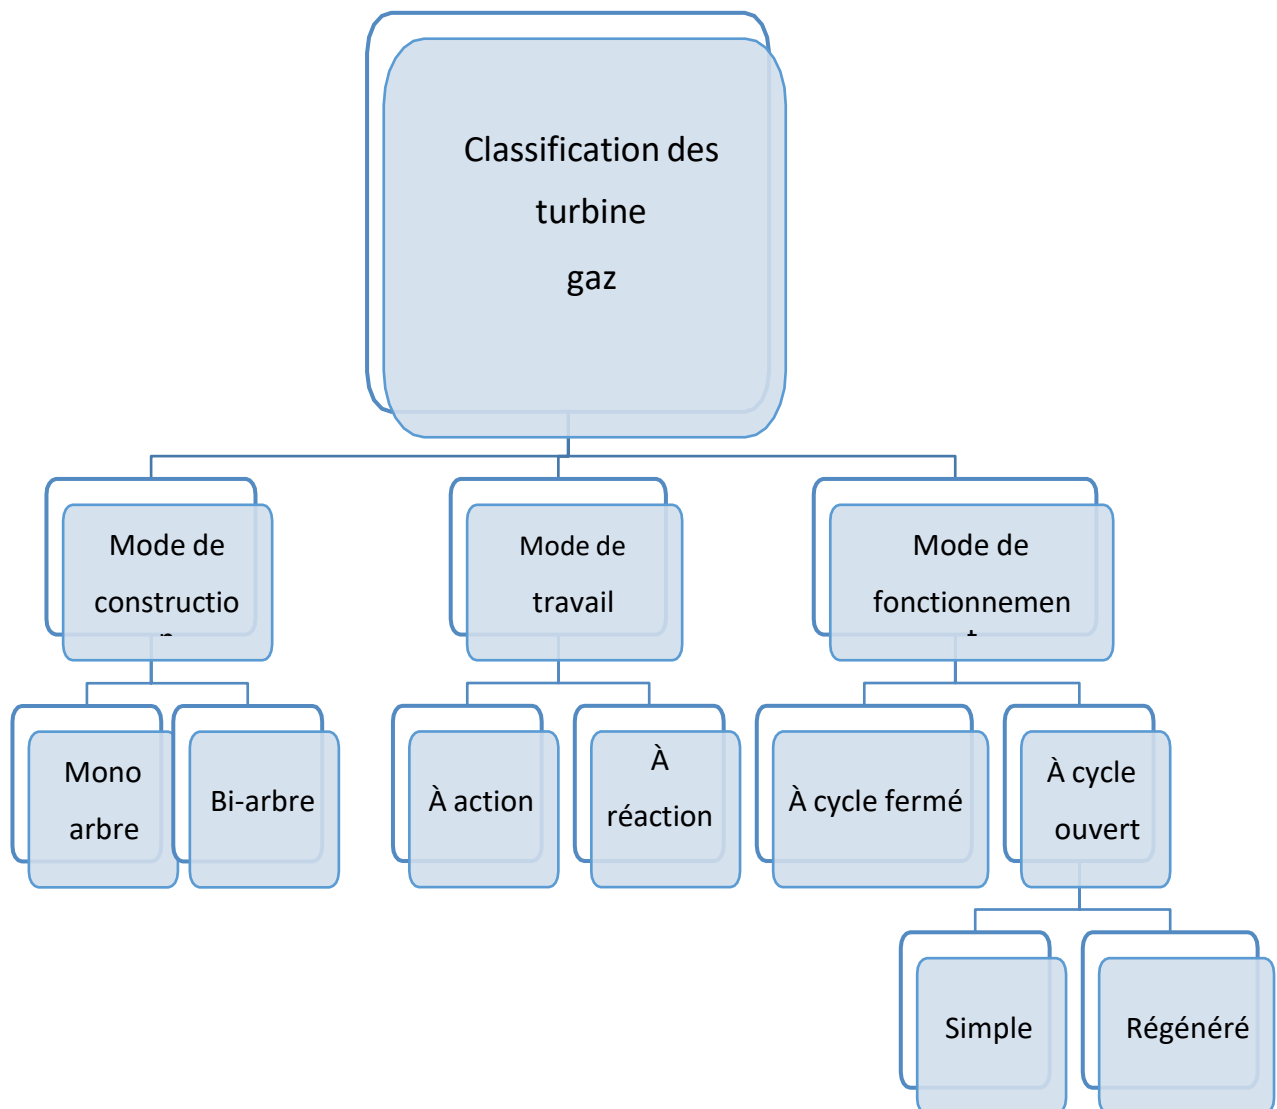 Classification des
turbine
gaz
Mode de
constructio
n
Mode de
travail
Mode de
fonctionnemen
t
Mono
arbre
Bi-arbre
À action
À
réaction
À cycle fermé
À cycle
ouvert
Simple
Régénéré